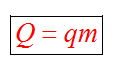 Q = qm